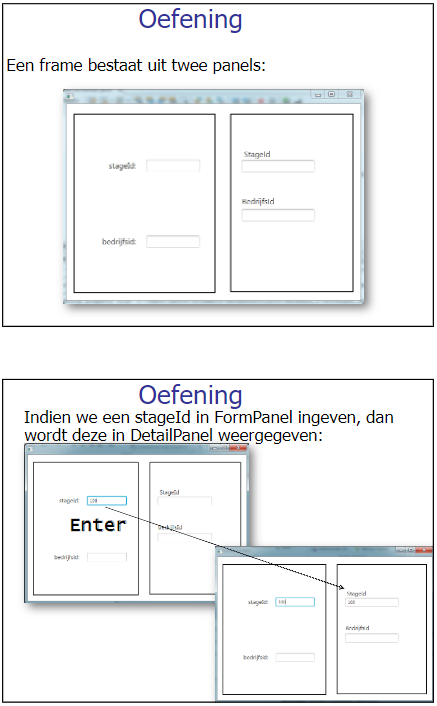 Oefening
Een frame bestaat uit twee panels:
stageId:
StageId
BedrijfsId
bedrijfsid:
Oefening
Indien we een stageId in FormPanel ingeven, dan
wordt deze in DetailPanel weergegeven:
stageId: 100
StageId
Enter
BedrijfsId
bedrijfsid:
stageId: 100
StageId
100
BedrijfsId
bedrijfsid: